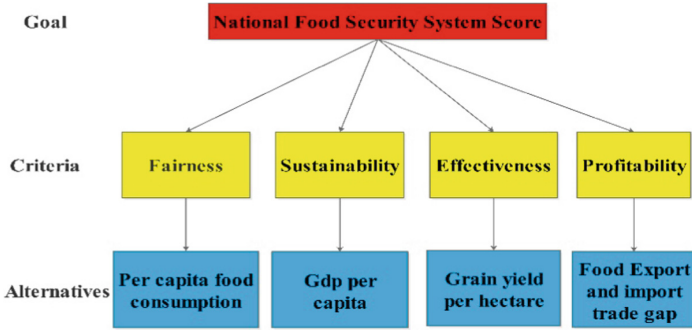 Goal
National Food Security System Score
Criteria
Fairness
Sustainability
Effectiveness
Profitability
Alternatives
Per capita food
consumption
Gdp per
capita
Grain yield
per hectare
Food Export
and import
trade gap